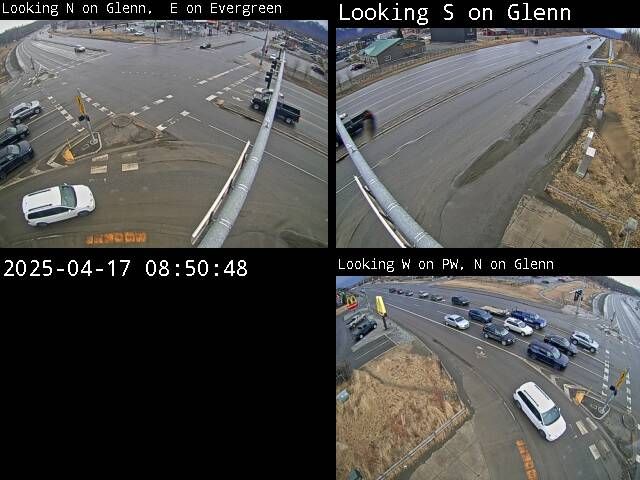 Looking N on Glenn,  E on Evergreen
Looking S on Glenn
2025-04-17 08:50:48
Looking W on PW, N on Glenn